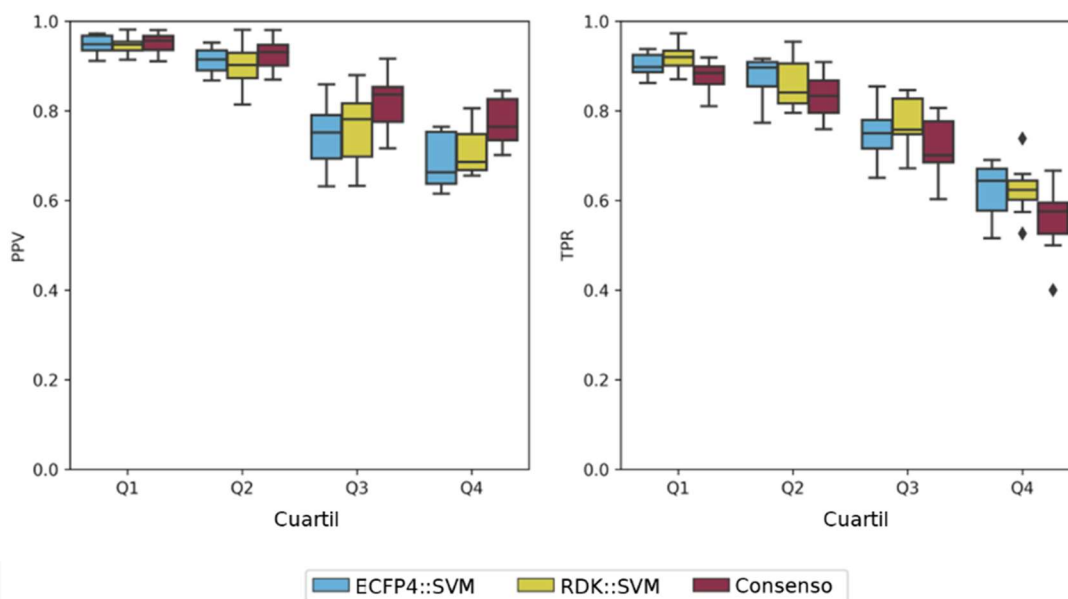 1.0
0.8
0.6
0.4
0.2
0.0
PPV
Q1 Q2 Q3 Q4
Cuartil
1.0
0.8
0.6
0.4
0.2
0.0
TPR
Q1 Q2 Q3 Q4
Cuartil
ECFP4::SVM RDK::SVM Consenso